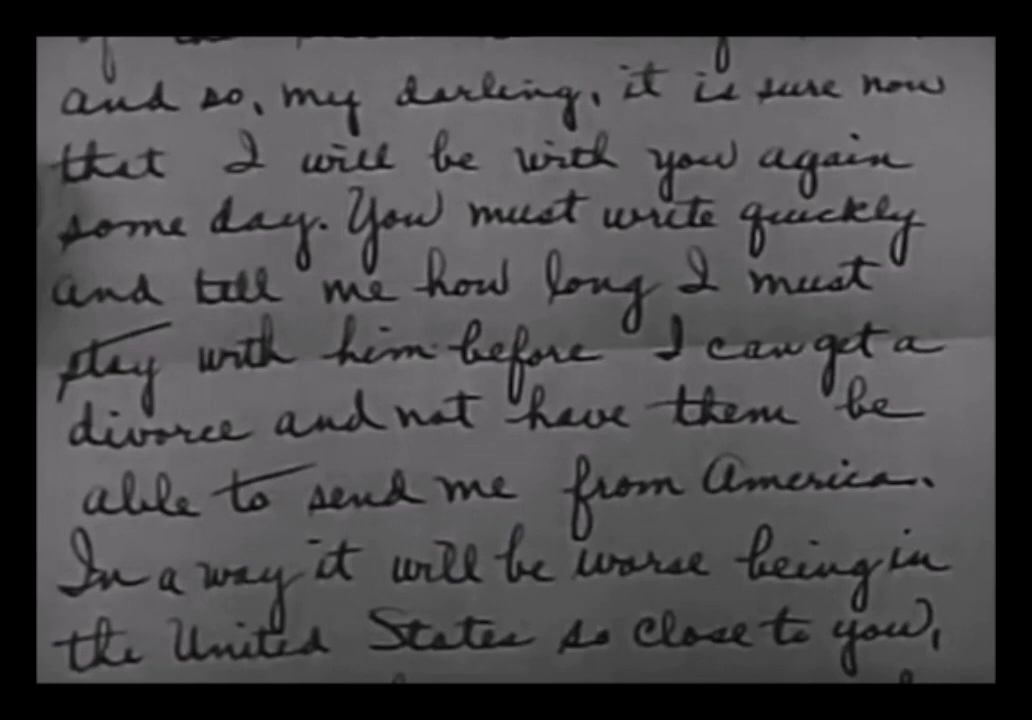 and so, my darling, it is sure now
that I will be with you again
some day. You must write quickly
and tell me how long I must
stay with him before I can get a
divorce and not have them be
able to send me from America.
In a way it will be worse being in
the United States so close to you,